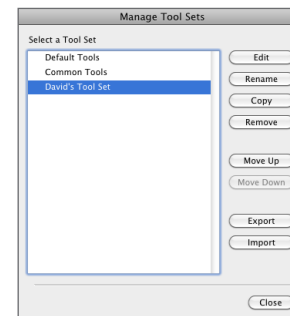 Manage Tool Sets
Select a Tool Set
Default Tools
Common Tools
David's Tool Set
Edit
Rename
Copy
Remove
Move Up
Move Down
Export
Import
Close